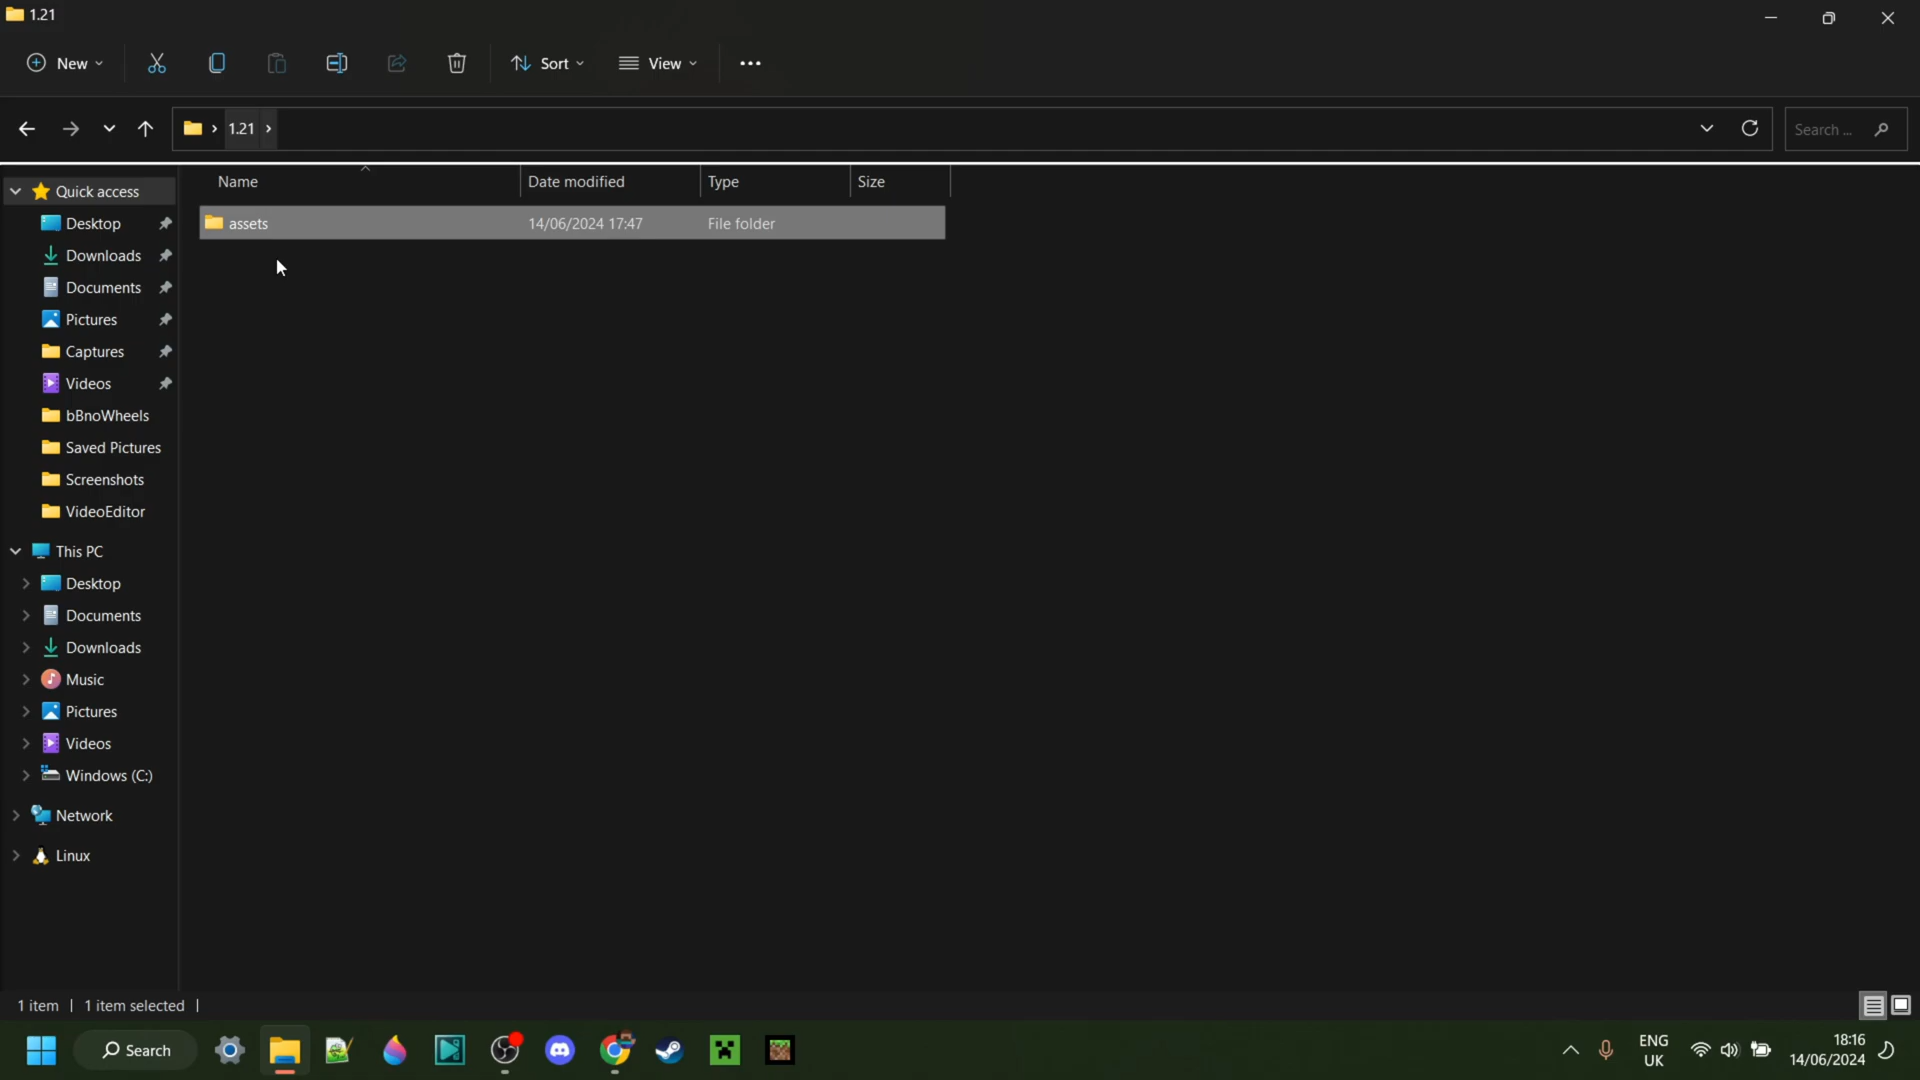 1.21
New
Sort
View
1.21
Search ...
Name
Date modified
Type
Size
assets
14/06/2024 17:47
File folder
Quick access
Desktop
Downloads
Documents
Pictures
Captures
Videos
bBnoWheels
Saved Pictures
Screenshots
VideoEditor
This PC
Desktop
Documents
Downloads
Music
Pictures
Videos
Windows (C:)
Network
Linux
1 item
1 item selected
Search
ENG
UK
18:16
14/06/2024